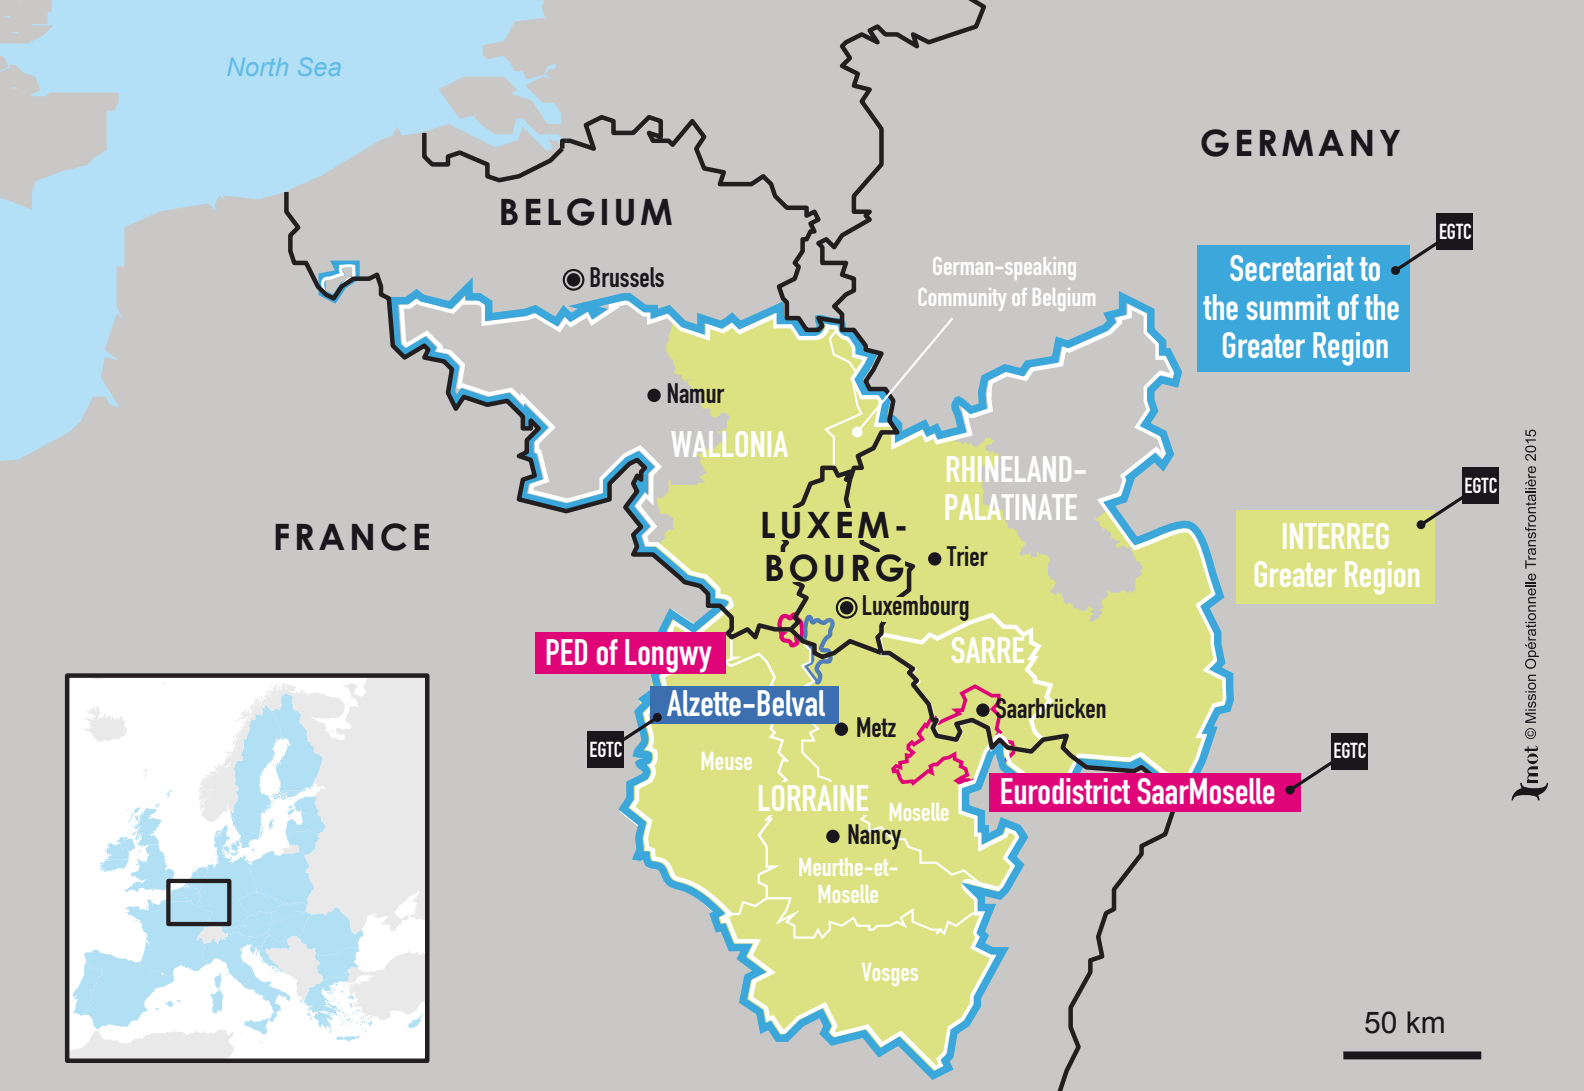 North Sea
GERMANY
BELGIUM
EGTC
Brussels
German-speaking
Community of Belgium
Secretariat to
the summit of the
Greater Region
Namur
WALLONIA
RHINELAND-
PALATINATE
EGTC
FRANCE
LUXEM-
BOURG
Trier
INTERREG
Greater Region
Luxembourg
PED of Longwy
SARRE
Alzette-Belval
Saarbrücken
Metz
EGTC
EGTC
Meuse
LORRAINE
Moselle
Eurodistrict SaarMoselle
Nancy
Meurthe-et-
Moselle
Vosges
50 km
mot © Mission Opérationnelle Transfrontalière 2015